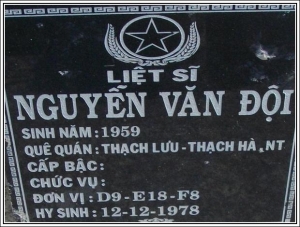 LIỆT SĨ
NGUYỄN VĂN ĐỘI
SINH NĂM : 1959
QUÊ QUÁN : THẠCH LƯU - THẠCH HÀ . NT
CẤP BẬC :
CHỨC VỤ :
ĐƠN VỊ : D9 - E18 - F8
HY SINH : 12-12-1978